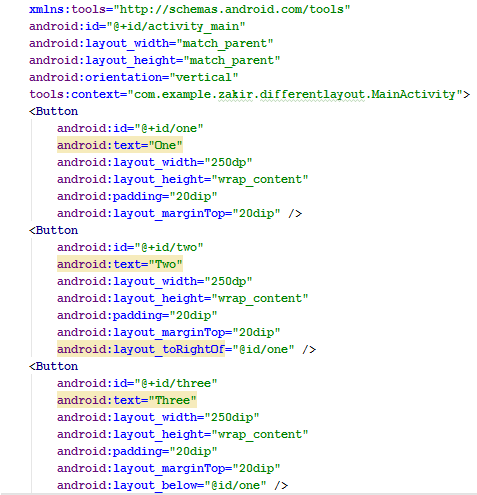 xmlns:tools="http://schemas.android.com/tools"
android:id="@+id/activity_main"
android:layout_width="match_parent"
android:layout_height="match_parent"
android:orientation="vertical"
tools:context="com.example.zakir.differentlayout.MainActivity">
<Button
android:id="@+id/one"
android:text="One"
android:layout_width="250dp"
android:layout_height="wrap_content"
android:padding="20dip"
android:layout_marginTop="20dip" />
<Button
android:id="@+id/two"
android:text="Two"
android:layout_width="250dp"
android:layout_height="wrap_content"
android:padding="20dip"
android:layout_marginTop="20dip"
android:layout_toRightOf="@id/one" />
<Button
android:id="@+id/three"
android:text="Three"
android:layout_width="250dip"
android:layout_height="wrap_content"
android:padding="20dip"
android:layout_marginTop="20dip"
android:layout_below="@id/one" />